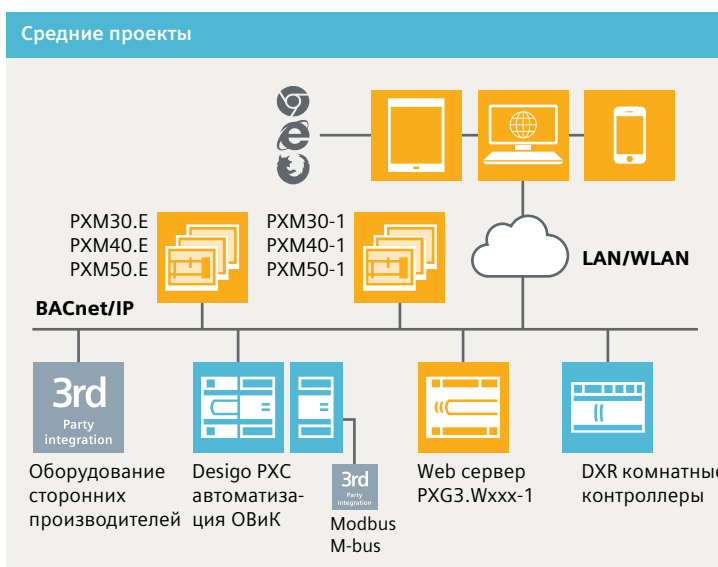 Средние проекты
PXM30.E
PXM40.E
PXM50.E
PXM30-1
PXM40-1
PXM50-1
LAN/WLAN
BACnet/IP
3rd
Party
integration
Оборудование
сторонних
производителей
Desigo PXC
автоматиза-
ция ОВиК
3rd
Party
integration
Modbus
M-bus
Web сервер
PXG3.Wxxx-1
DXR комнатные
контроллеры